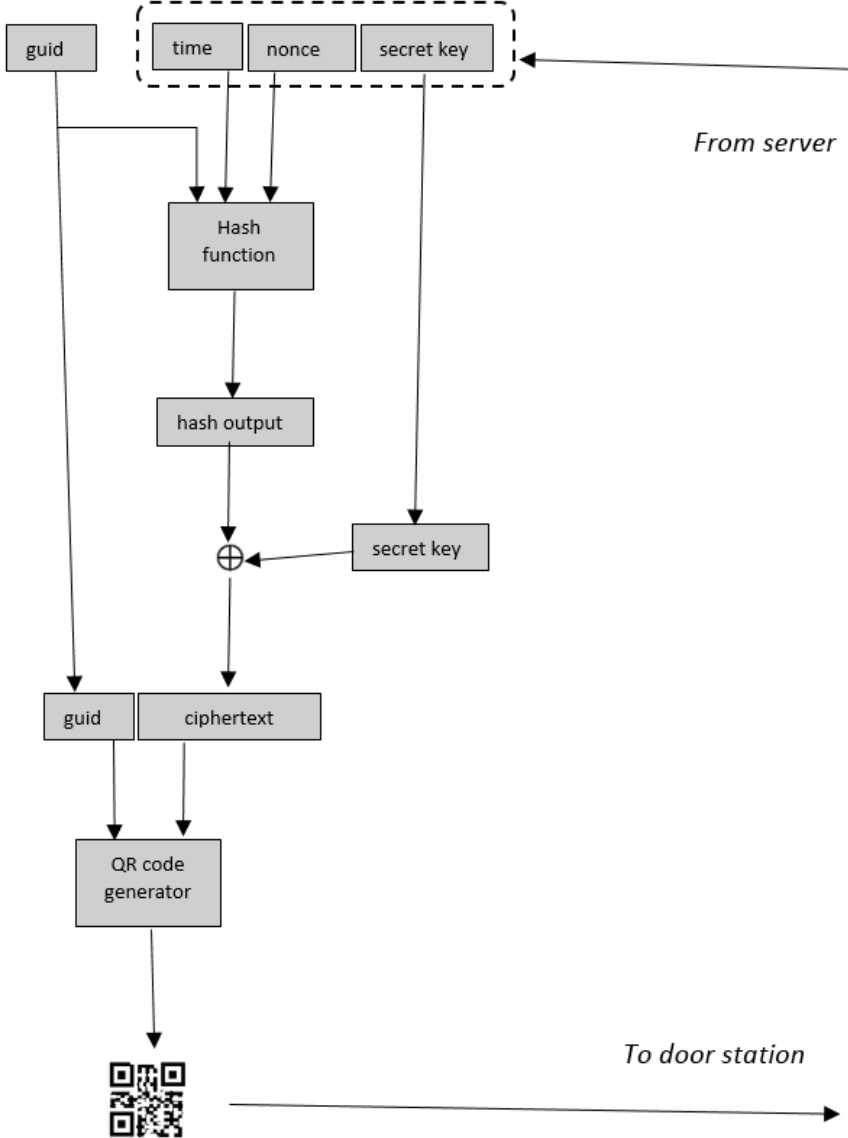 guid
time
nonce
secret key
From server
Hash
function
hash output
secret key
guid
ciphertext
QR code
generator
To door station